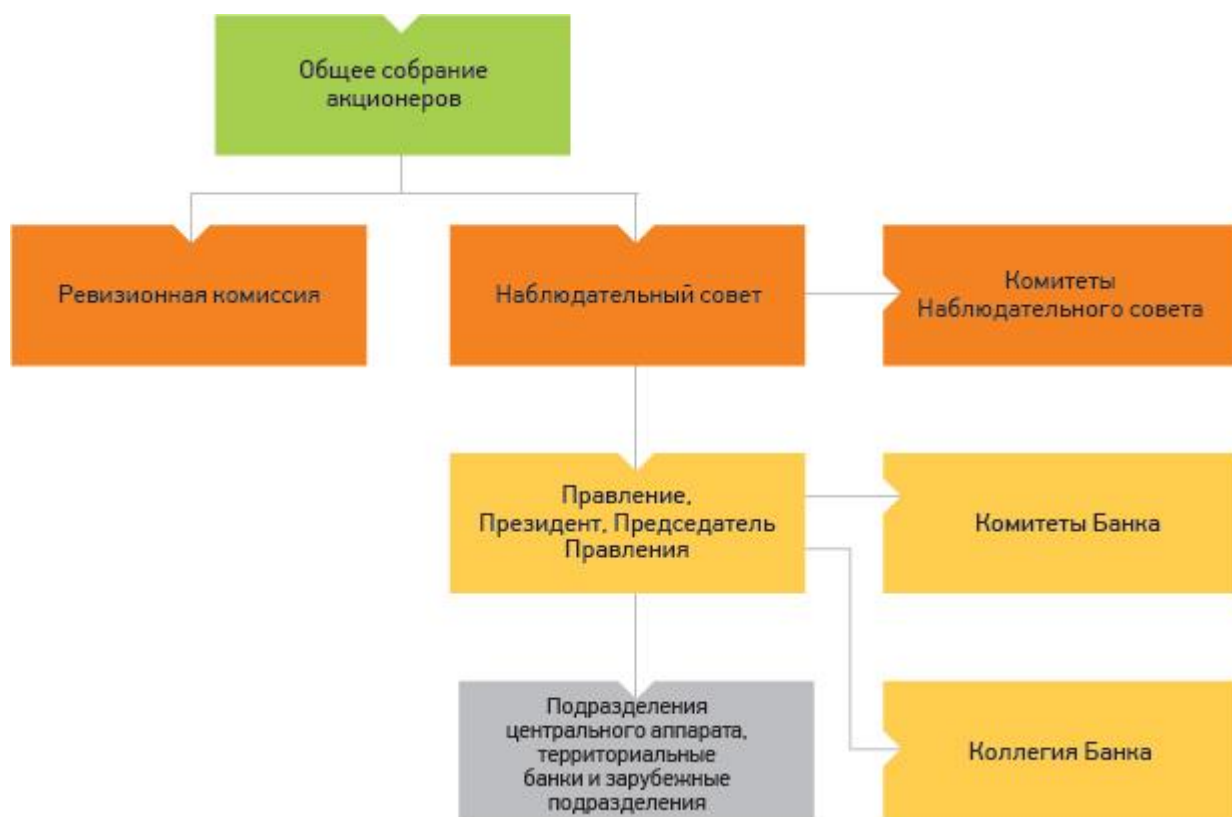 Общее собрание
акционеров
Ревизионная комиссия
Наблюдательный совет
Комитеты
Наблюдательного совета
Правление,
Президент, Председатель
Правления
Комитеты Банка
Подразделения
центрального аппарата,
территориальные
банки и зарубежные
подразделения
Коллегия Банка